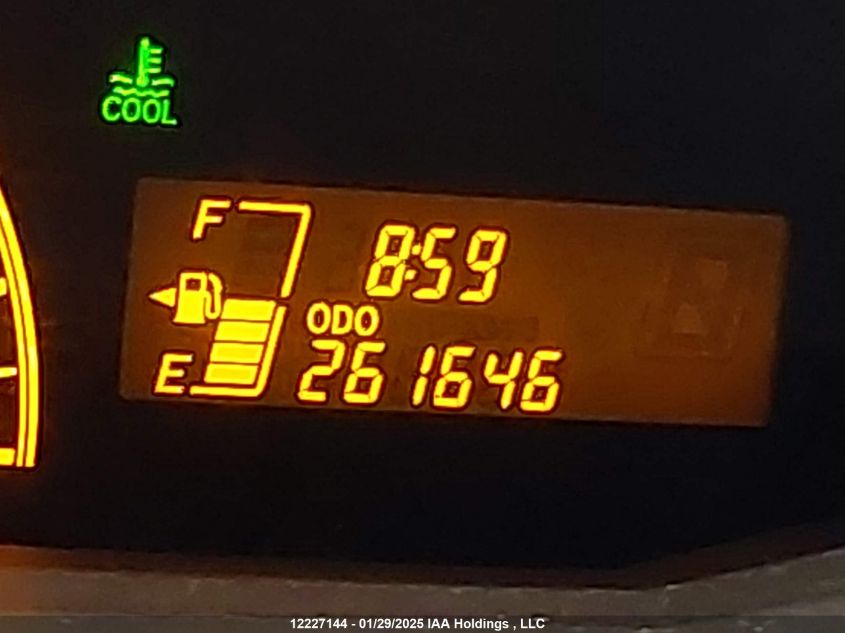 COOL
F 8:59
ODO
E 261646
12227144 - 01/29/2025 IAA Holdings , LLC